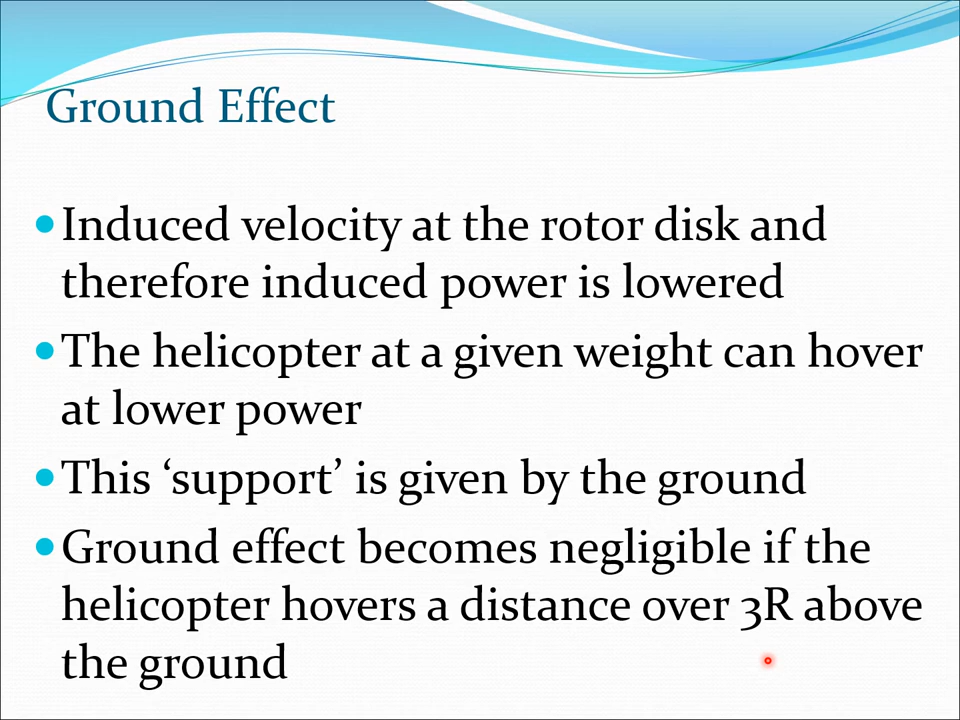 Ground Effect
Induced velocity at the rotor disk and
therefore induced power is lowered
The helicopter at a given weight can hover
at lower power
This ‘support’ is given by the ground
Ground effect becomes negligible if the
helicopter hovers a distance over 3R above
the ground